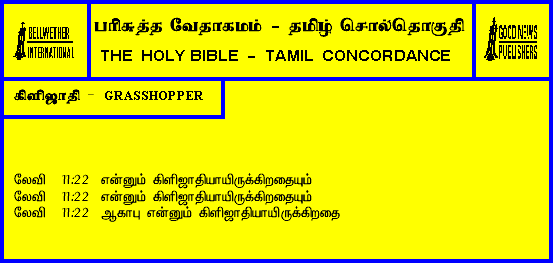 BELLWETHER
INTERNATIONAL
பரிசுத்த வேதாகமம் - தமிழ் சொல்தொகுதி
THE HOLY BIBLE - TAMIL CONCORDANCE
GOOD NEWS
PUBLISHERS
கிளிஜாதி - GRASSHOPPER
லேவி 11:22 என்னும் கிளிஜாதியாயிருக்கிறதையும்
லேவி 11:22 என்னும் கிளிஜாதியாயிருக்கிறதையும்
லேவி 11:22 ஆகாபு என்னும் கிளிஜாதியாயிருக்கிறதை